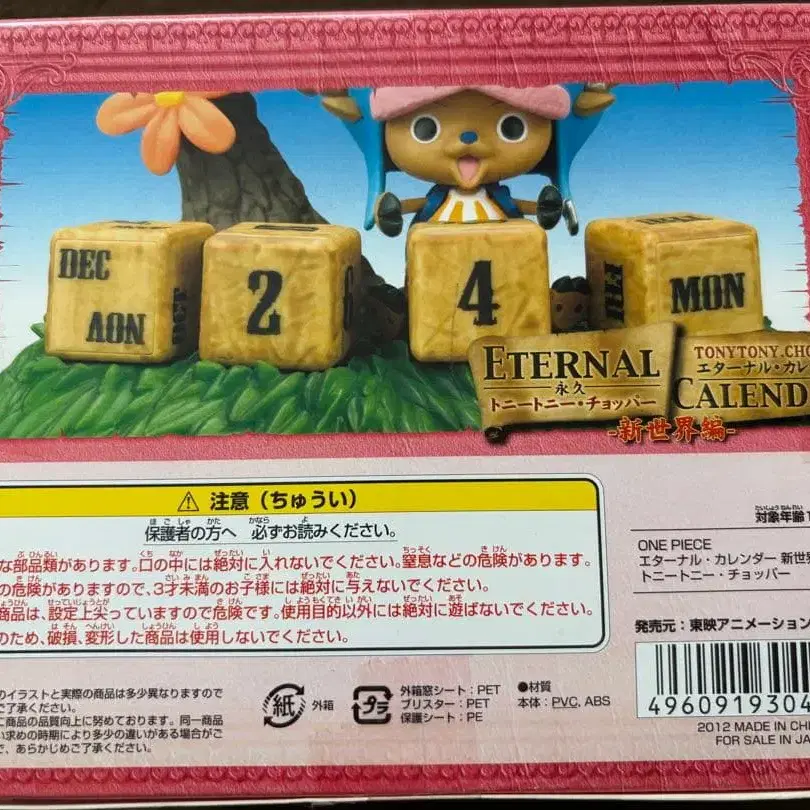 DEC
NOV
OCT
2
4
MON
FRI
ETERNAL
永久
トニートニー・チョッパー
TONYTONY.CHO
エターナル・カレ
CALEND
-新世界編-
注意（ちゅうい）
保護者の方へ 必ずお読みください。
な部品類があります。口の中には絶対に入れないでください。窒息などの危険があります。
の危険がありますので、3才未満のお子様には絶対に与えないでください。
商品は、設定上尖っていますので危険です。使用目的以外には絶対に遊ばないでください。
のため、破損、変形した商品は使用しないでください。
のイラストと実際の商品は多少異なりますので
に商品の品質向上に努めております。同一商品
い求めの時期により多少の違いがある場合がご
で、あらかじめご了承ください。
紙 外箱
プラ
外箱窓シート：PET
ブリスター：PET
保護シート：PE
●材質
本体：PVC, ABS
対象年齢1
ONE PIECE
エターナル・カレンダー 新世界
トニートニー・チョッパー
発売元：東映アニメーション
4960919304
2012 MADE IN CHI
FOR SALE IN JA